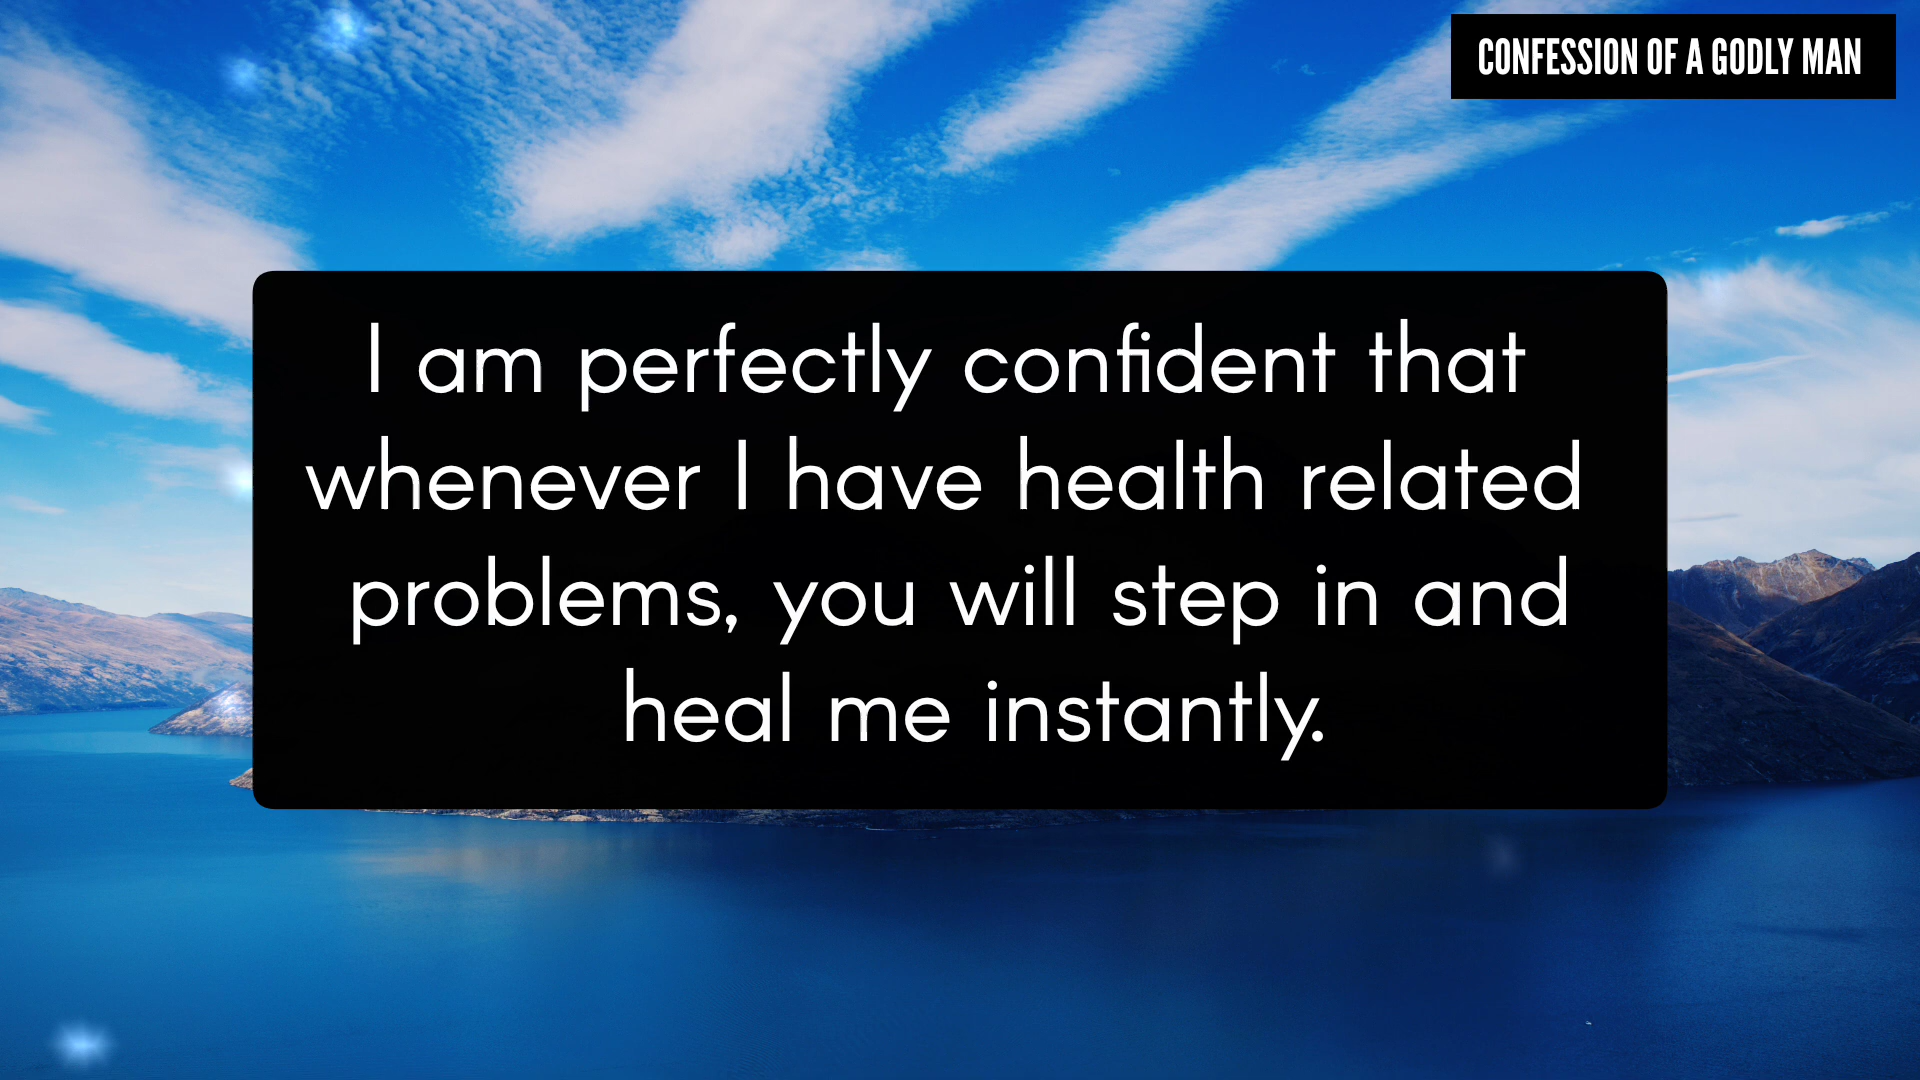 CONFESSION OF A GODLY MAN
I am perfectly confident that
whenever I have health related
problems, you will step in and
heal me instantly.